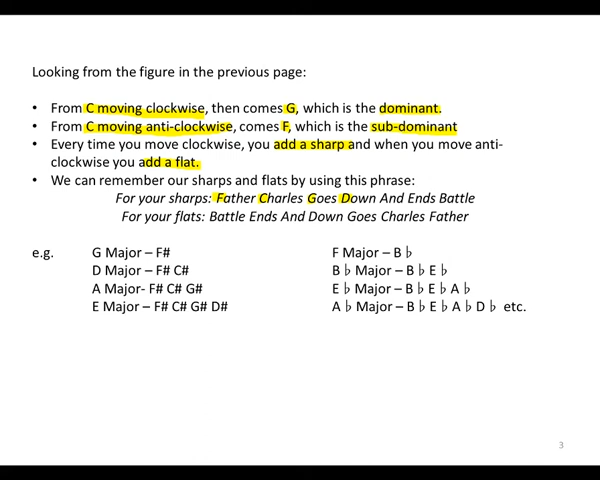 Looking from the figure in the previous page:
• From C moving clockwise, then comes G, which is the dominant.
• From C moving anti-clockwise, comes F, which is the sub-dominant
• Every time you move clockwise, you add a sharp and when you move anti-
clockwise you add a flat.
• We can remember our sharps and flats by using this phrase:
For your sharps: Father Charles Goes Down And Ends Battle
For your flats: Battle Ends And Down Goes Charles Father
e.g. G Major – F# F Major – B♭
D Major – F# C# B♭ Major – B♭ E♭
A Major- F# C# G# E♭ Major – B♭ E♭ A♭
E Major – F# C# G# D# A♭ Major – B♭ E♭ A♭ D♭ etc.
3